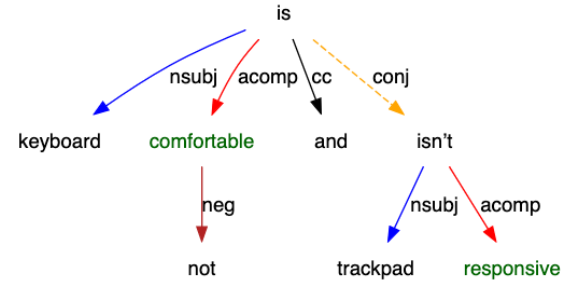 is
nsubj acomp cc conj
keyboard comfortable and isn't
neg nsubj acomp
not trackpad responsive